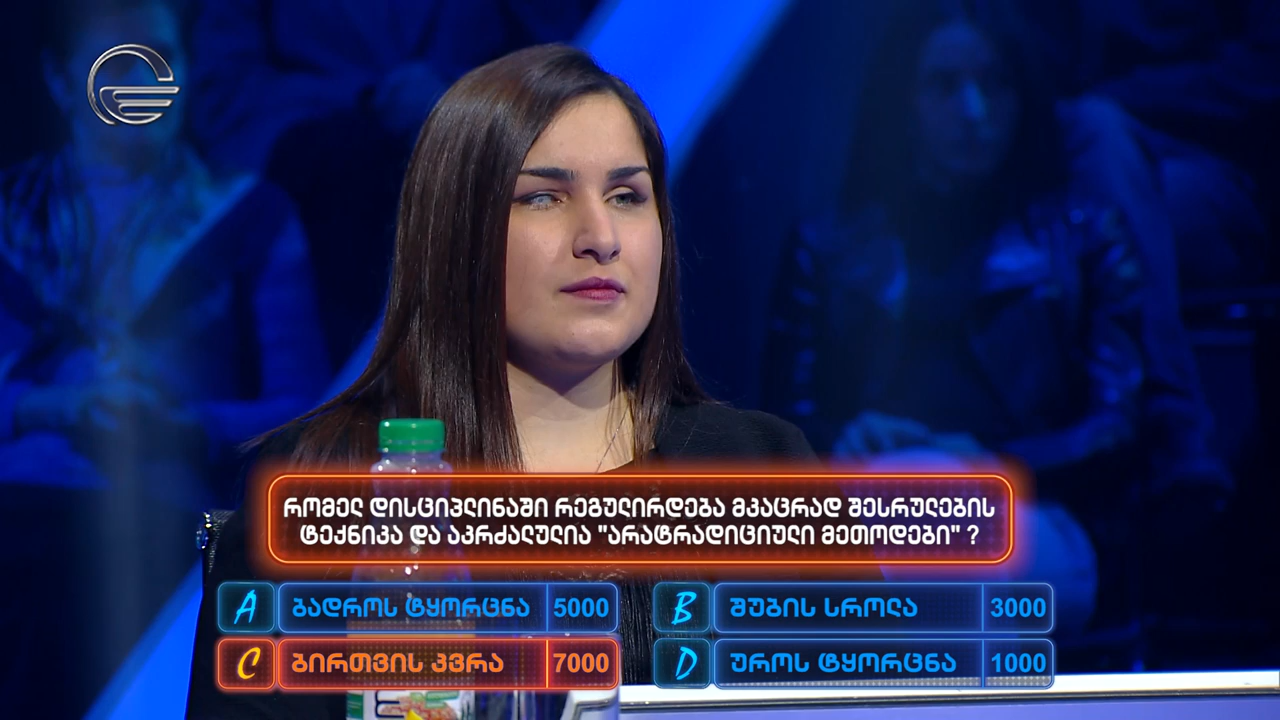 რომელ დისციპლინაში რეგულირდება მკაცრად შესრულების
ტექნიკა და აკრძალულია "არატრადიციული მეთოდები" ?
A ბადროს ტყორცნა 5000
B შუბის სროლა 3000
C ბირთვის კვრა 7000
D უროს ტყორცნა 1000